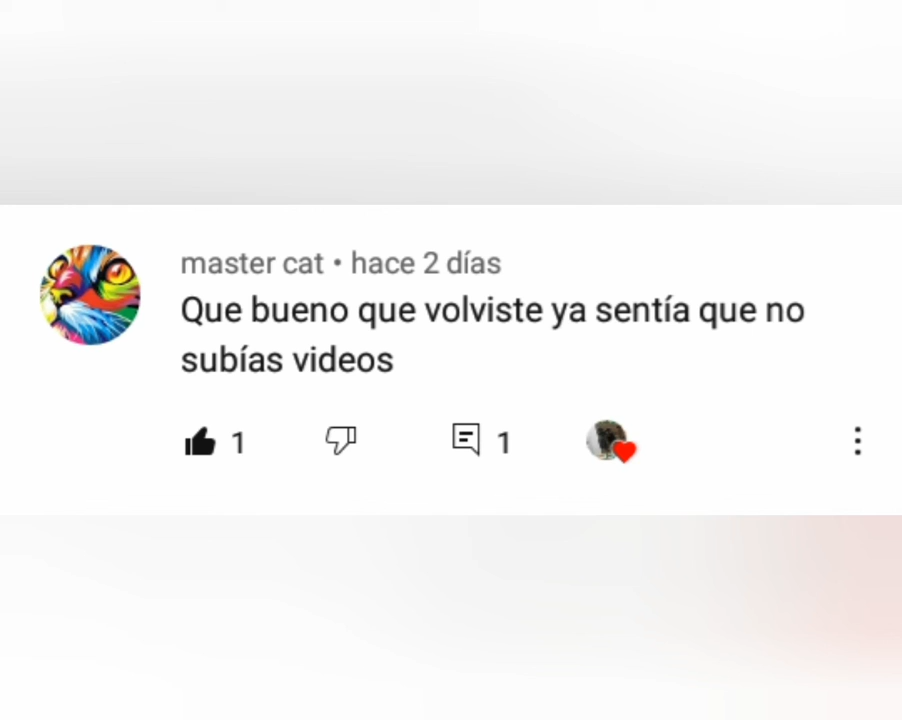 master cat • hace 2 días
Que bueno que volviste ya sentía que no
subías videos
1 1